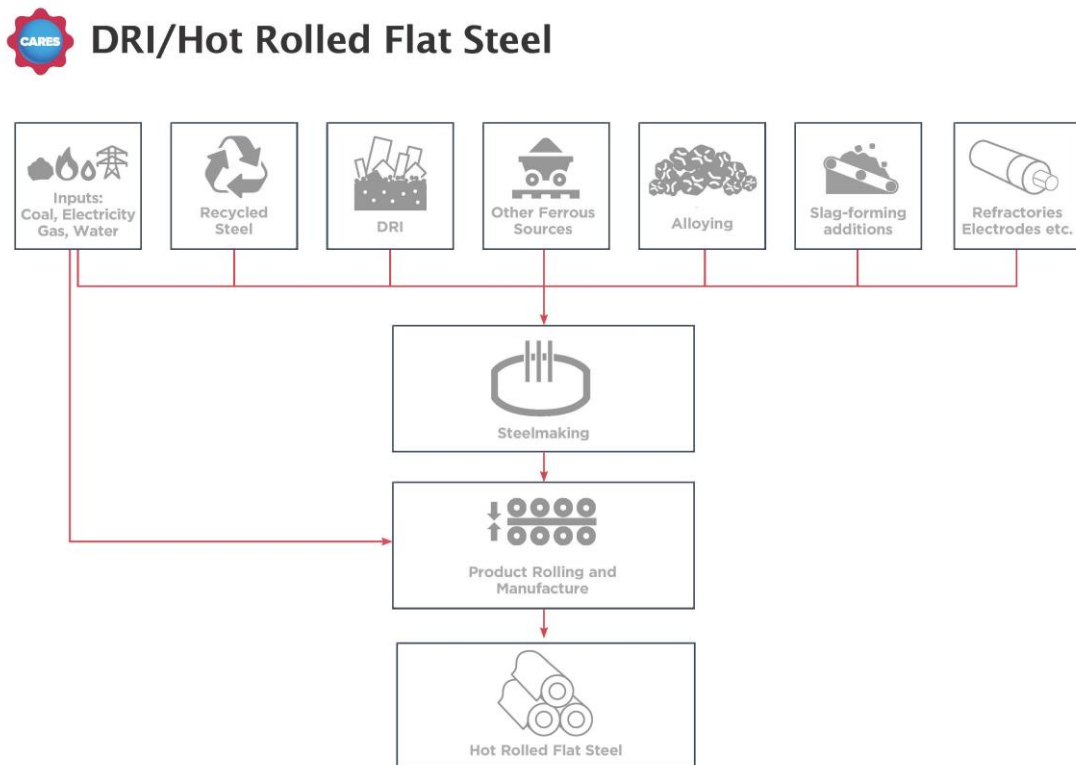 CARES
DRI/Hot Rolled Flat Steel
Inputs:
Coal, Electricity
Gas, Water
Recycled
Steel
DRI
Other Ferrous
Sources
Alloying
Slag-forming
additions
Refractories
Electrodes etc.
Steelmaking
Product Rolling and
Manufacture
Hot Rolled Flat Steel